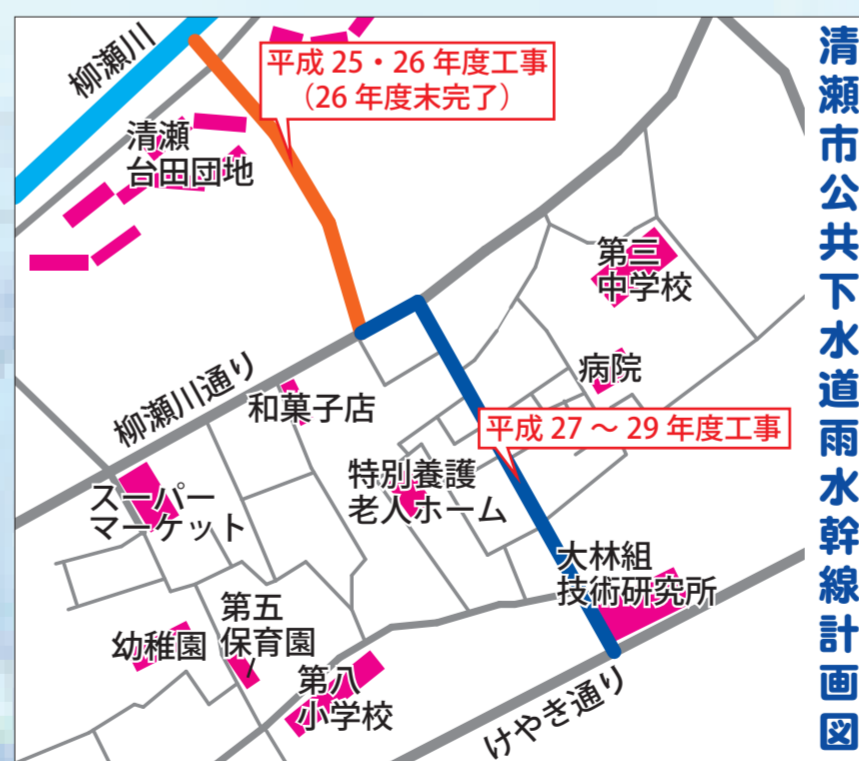 清瀬市公共下水道雨水幹線計画図
柳瀬川
平成 25・26 年度工事
（26 年度末完了）
清瀬
台田団地
第三
中学校
病院
柳瀬川通り
和菓子店
平成 27 ～ 29 年度工事
スーパー
マーケット
特別養護
老人ホーム
大林組
技術研究所
幼稚園
第五
保育園
第八
小学校
けやき通り